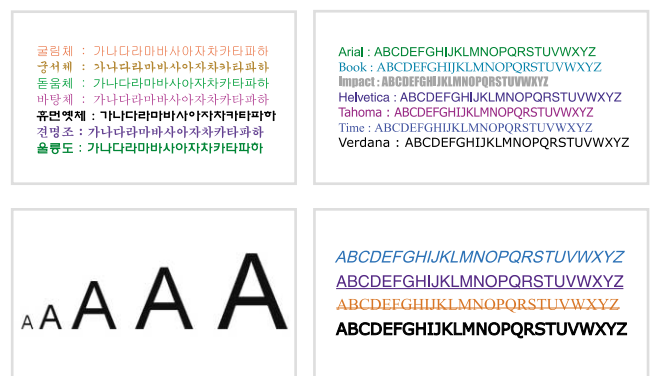 굴림체 : 가나다라마바사아자차카타파하
궁서체 : 가나다라마바사아자차카타파하
돋움체 : 가나다라마바사아자차카타파하
바탕체 : 가나다라마바사아자차카타파하
휴먼옛체 : 가나다라마바사아자차카타파하
견명조 : 가나다라마바사아자차카타파하
울릉도 : 가나다라마바사아자차카타파하
Arial : ABCDEFGHIJKLMNOPQRSTUVWXYZ
Book : ABCDEFGHIJKLMNOPQRSTUVWXYZ
Impact : ABCDEFGHIJKLMNOPQRSTUVWXYZ
Helvetica : ABCDEFGHIJKLMNOPQRSTUVWXYZ
Tahoma : ABCDEFGHIJKLMNOPQRSTUVWXYZ
Time : ABCDEFGHIJKLMNOPQRSTUVWXYZ
Verdana : ABCDEFGHIJKLMNOPQRSTUVWXYZ
A A A A A
ABCDEFGHIJKLMNOPQRSTUVWXYZ
ABCDEFGHIJKLMNOPQRSTUVWXYZ
ABCDEFGHIJKLMNOPQRSTUVWXYZ
ABCDEFGHIJKLMNOPQRSTUVWXYZ